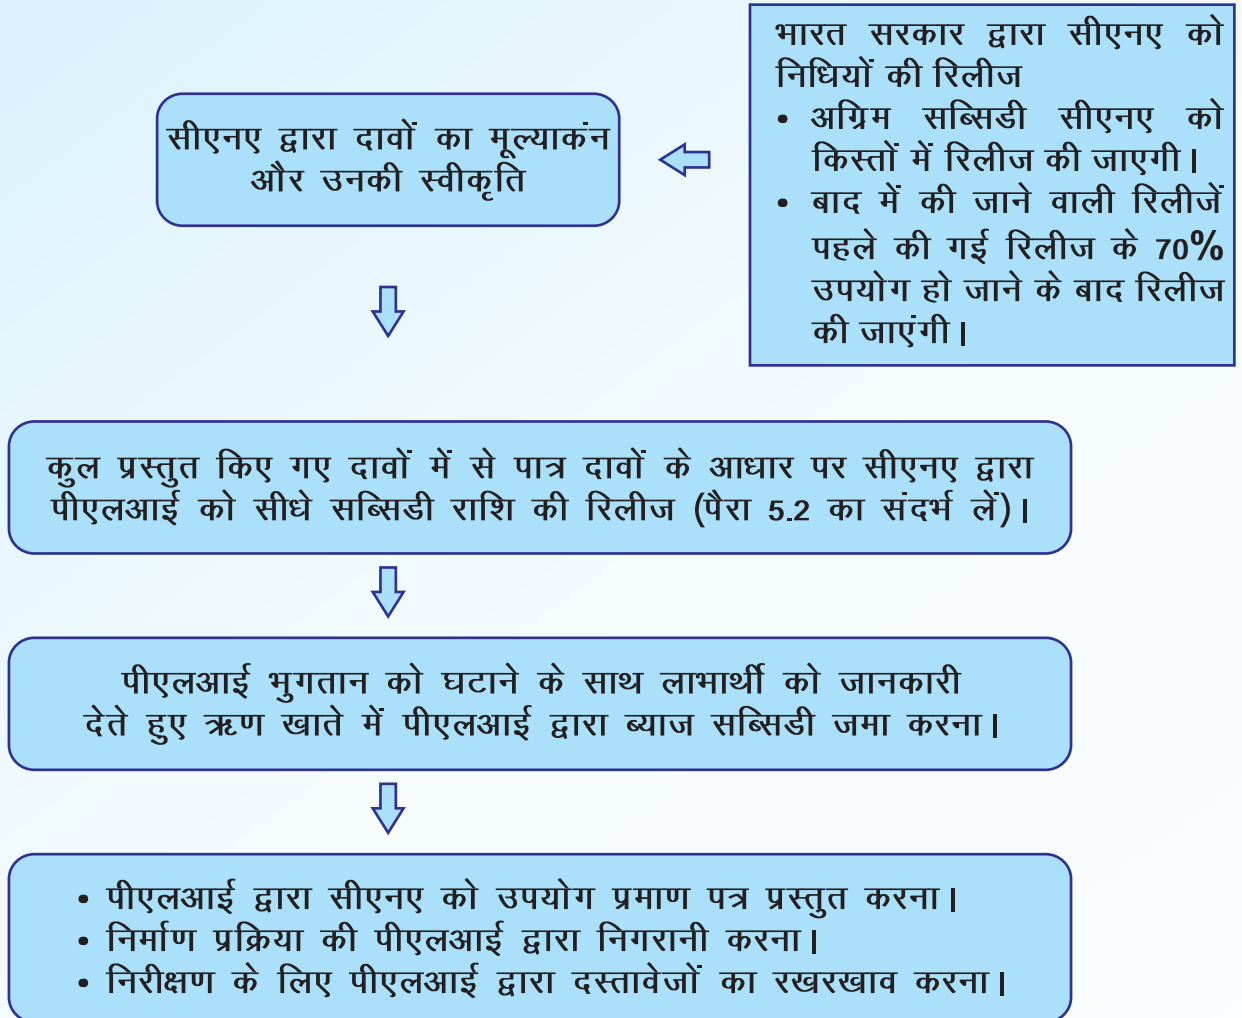 भारत सरकार द्वारा सीएनए को
निधियों की रिलीज
• अग्रिम सब्सिडी सीएनए को
किस्तों में रिलीज की जाएगी।
• बाद में की जाने वाली रिलीजें
पहले की गई रिलीज के 70%
उपयोग हो जाने के बाद रिलीज
की जाएंगी।
सीएनए द्वारा दावों का मूल्याकंन
और उनकी स्वीकृति
कुल प्रस्तुत किए गए दावों में से पात्र दावों के आधार पर सीएनए द्वारा
पीएलआई को सीधे सब्सिडी राशि की रिलीज (पैरा 5.2 का संदर्भ लें)।
पीएलआई भुगतान को घटाने के साथ लाभार्थी को जानकारी
देते हुए ऋण खाते में पीएलआई द्वारा ब्याज सब्सिडी जमा करना।
• पीएलआई द्वारा सीएनए को उपयोग प्रमाण पत्र प्रस्तुत करना।
• निर्माण प्रक्रिया की पीएलआई द्वारा निगरानी करना।
• निरीक्षण के लिए पीएलआई द्वारा दस्तावेजों का रखरखाव करना।